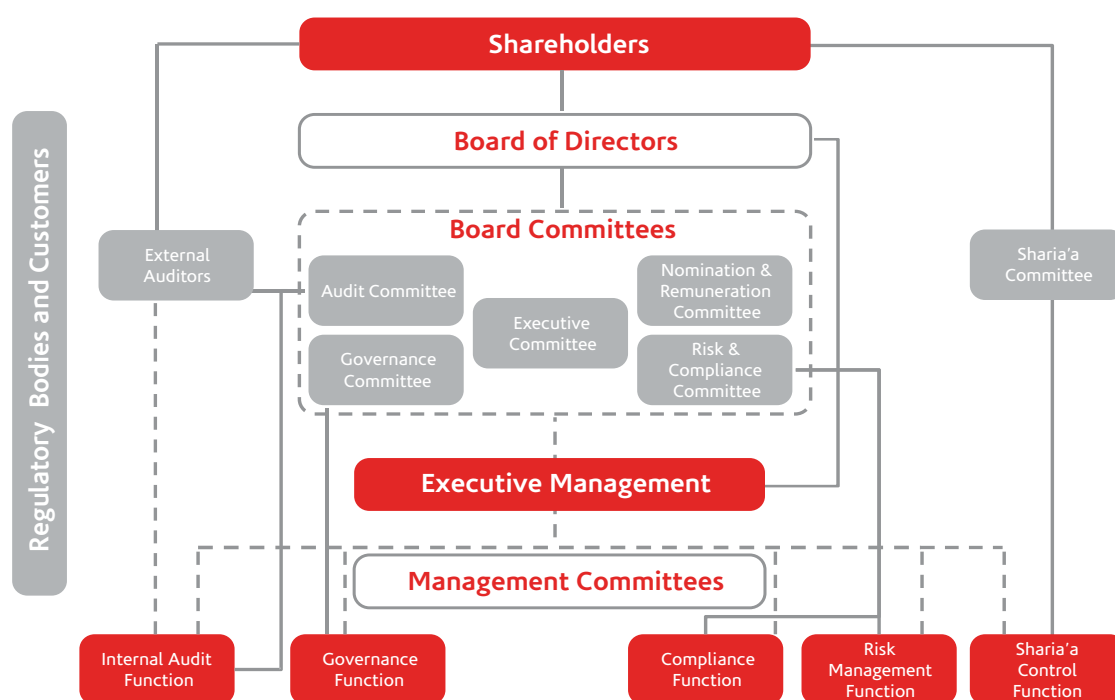 Shareholders
Regulatory Bodies and Customers
Board of Directors
Board Committees
External
Auditors
Audit Committee
Nomination &
Remuneration
Committee
Executive
Committee
Governance
Committee
Risk &
Compliance
Committee
Sharia'a
Committee
Executive Management
Management Committees
Internal Audit
Function
Governance
Function
Compliance
Function
Risk
Management
Function
Sharia'a
Control
Function